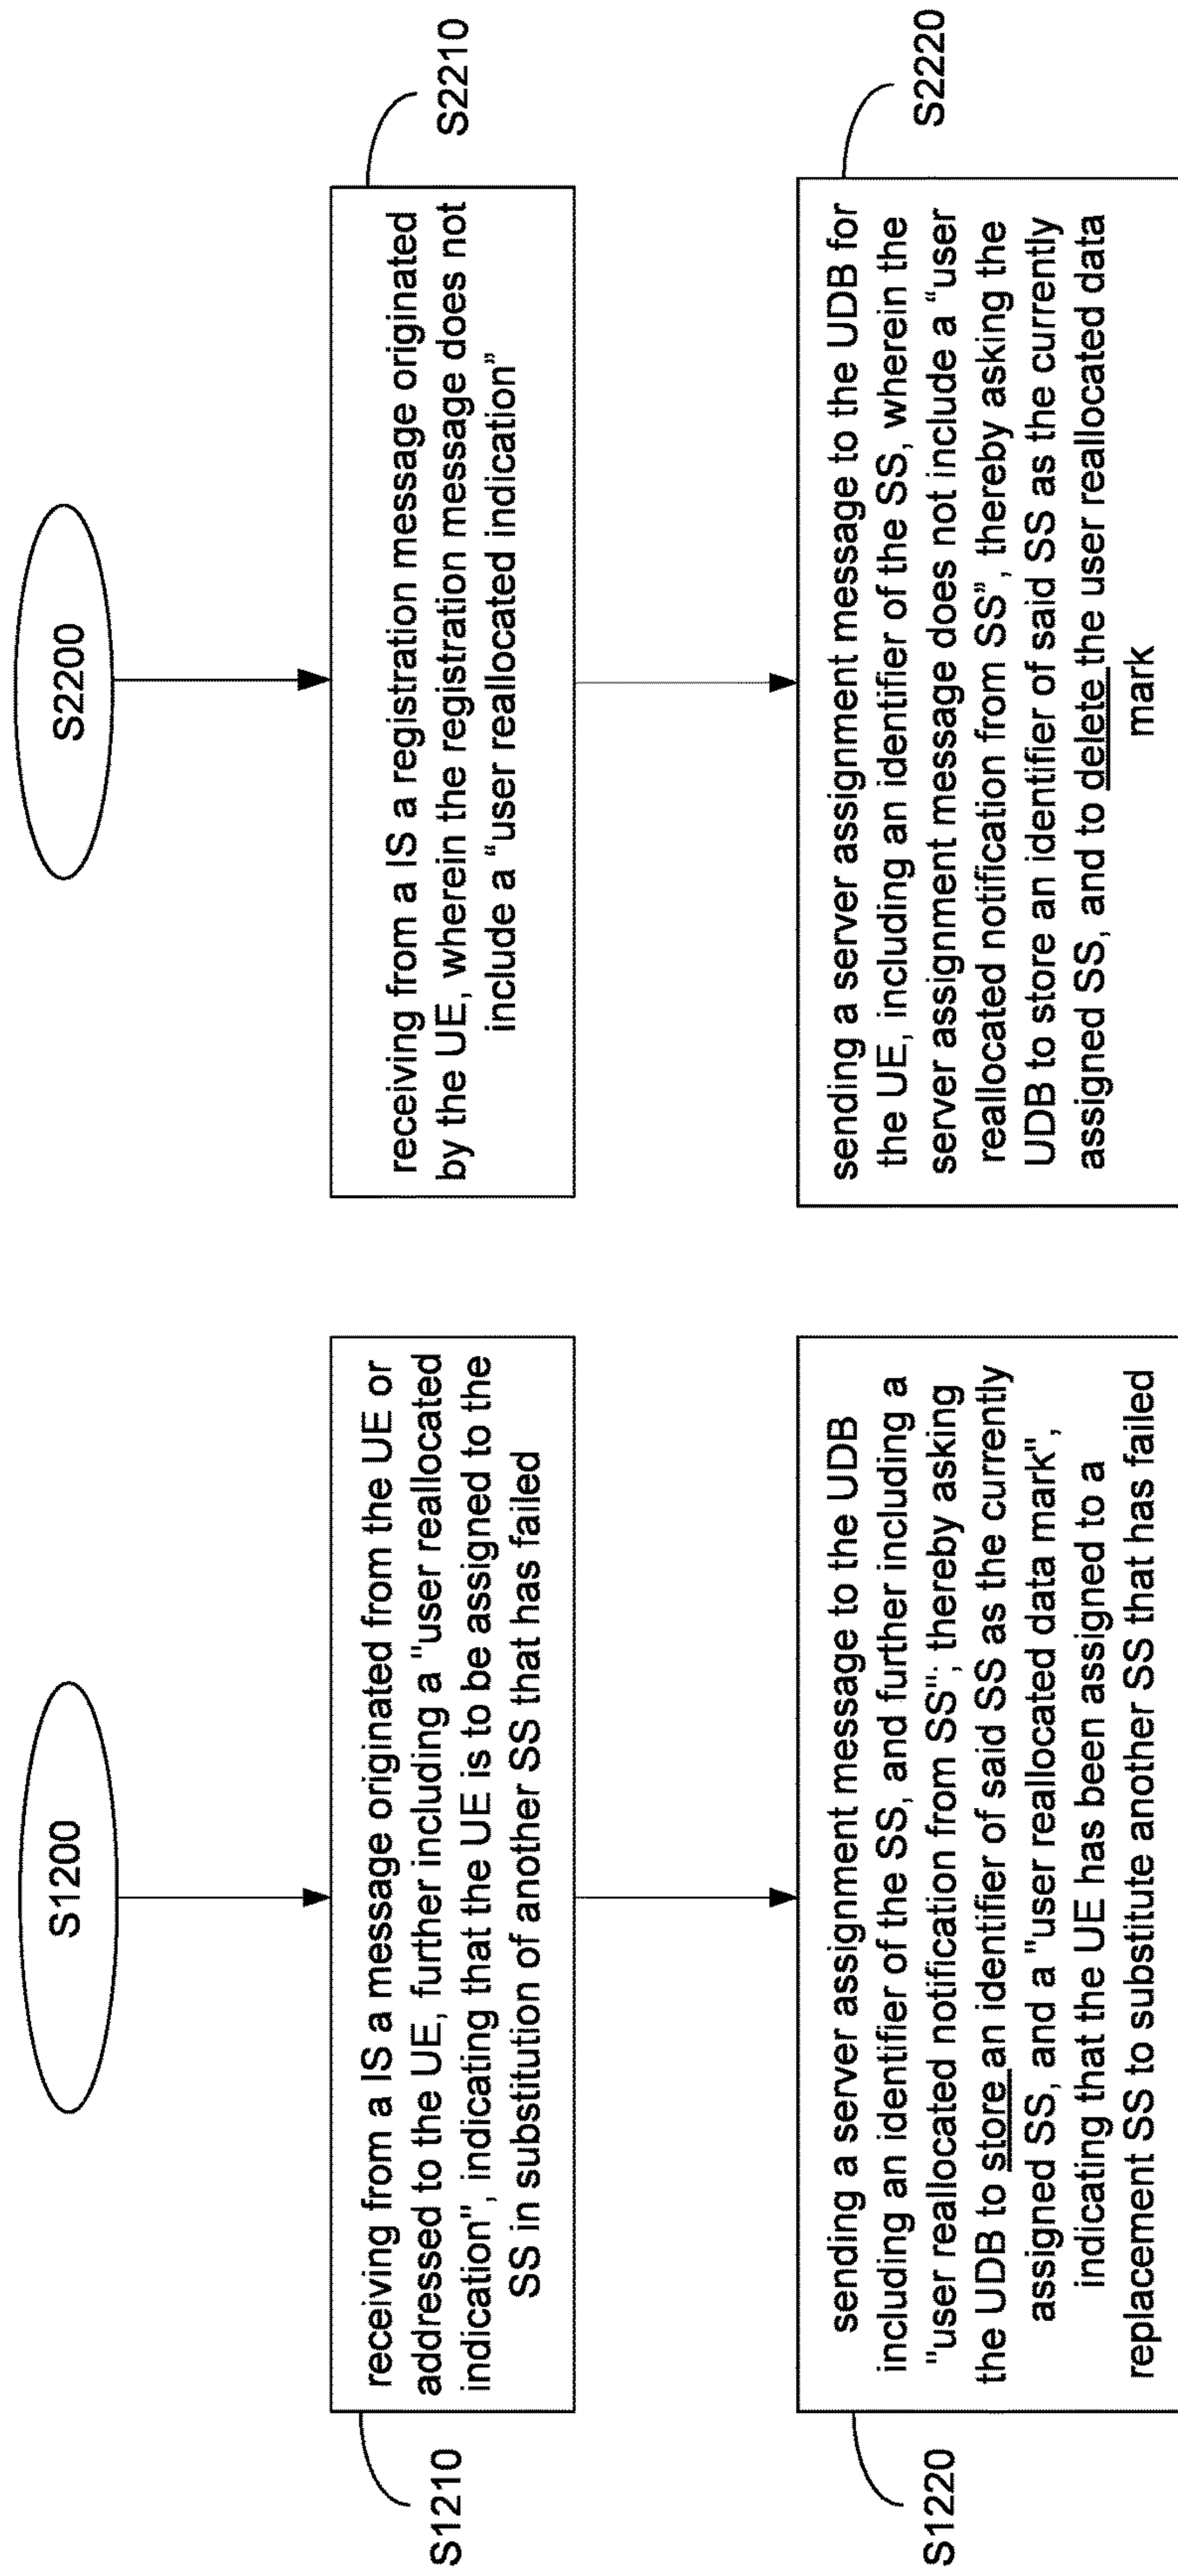 S1200
S1210
receiving from a IS a message originated from the UE or
addressed to the UE, further including a "user reallocated
indication", indicating that the UE is to be assigned to the
SS in substitution of another SS that has failed
S1220
sending a server assignment message to the UDB
including an identifier of the SS, and further including a
"user reallocated notification from SS"; thereby asking
the UDB to store an identifier of said SS as the currently
assigned SS, and a "user reallocated data mark",
indicating that the UE has been assigned to a
replacement SS to substitute another SS that has failed
S2200
S2210
receiving from a IS a registration message originated
by the UE, wherein the registration message does not
include a “user reallocated indication”
S2220
sending a server assignment message to the UDB for
the UE, including an identifier of the SS, wherein the
server assignment message does not include a “user
reallocated notification from SS”, thereby asking the
UDB to store an identifier of said SS as the currently
assigned SS, and to delete the user reallocated data
mark